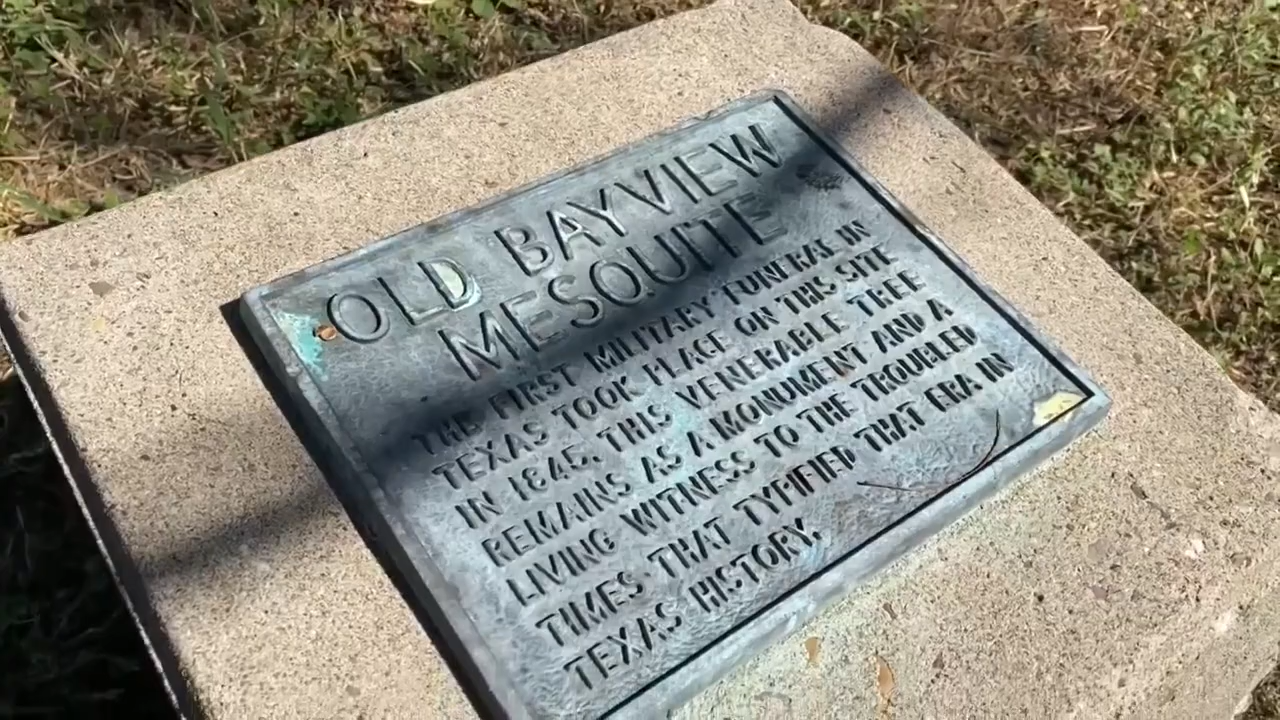 OLD BAYVIEW
MESQUITE
THE FIRST MILITARY FUNERAL IN
TEXAS TOOK PLACE ON THIS SITE
IN 1845. THIS VENERABLE TREE
REMAINS AS A MONUMENT AND A
LIVING WITNESS TO THE TROUBLED
TIMES THAT TYPIFIED THAT ERA IN
TEXAS HISTORY.